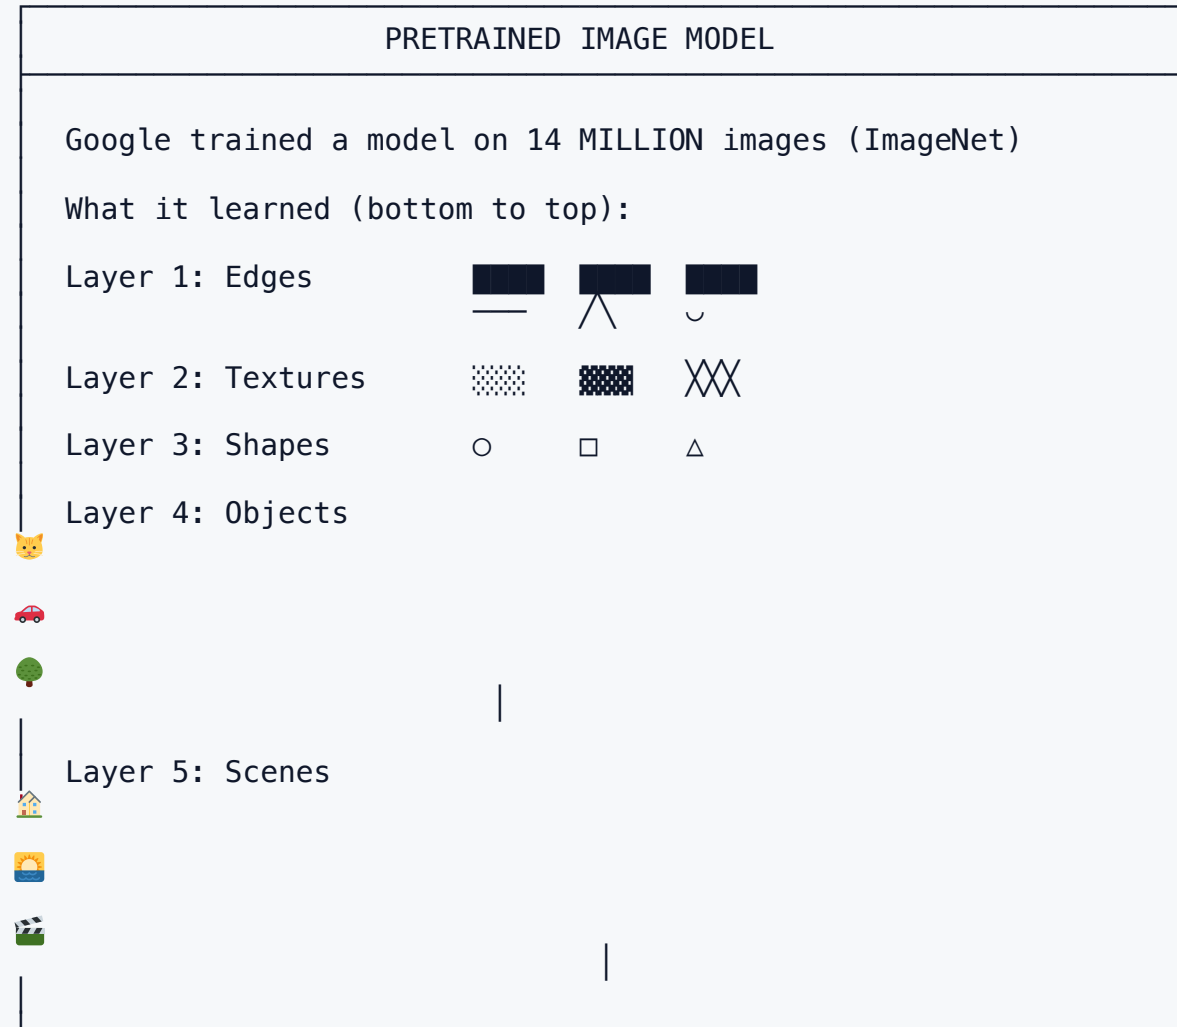 PRETRAINED IMAGE MODEL
Google trained a model on 14 MILLION images (ImageNet)
What it learned (bottom to top):
Layer 1: Edges
Layer 2: Textures
Layer 3: Shapes
Layer 4: Objects
Layer 5: Scenes